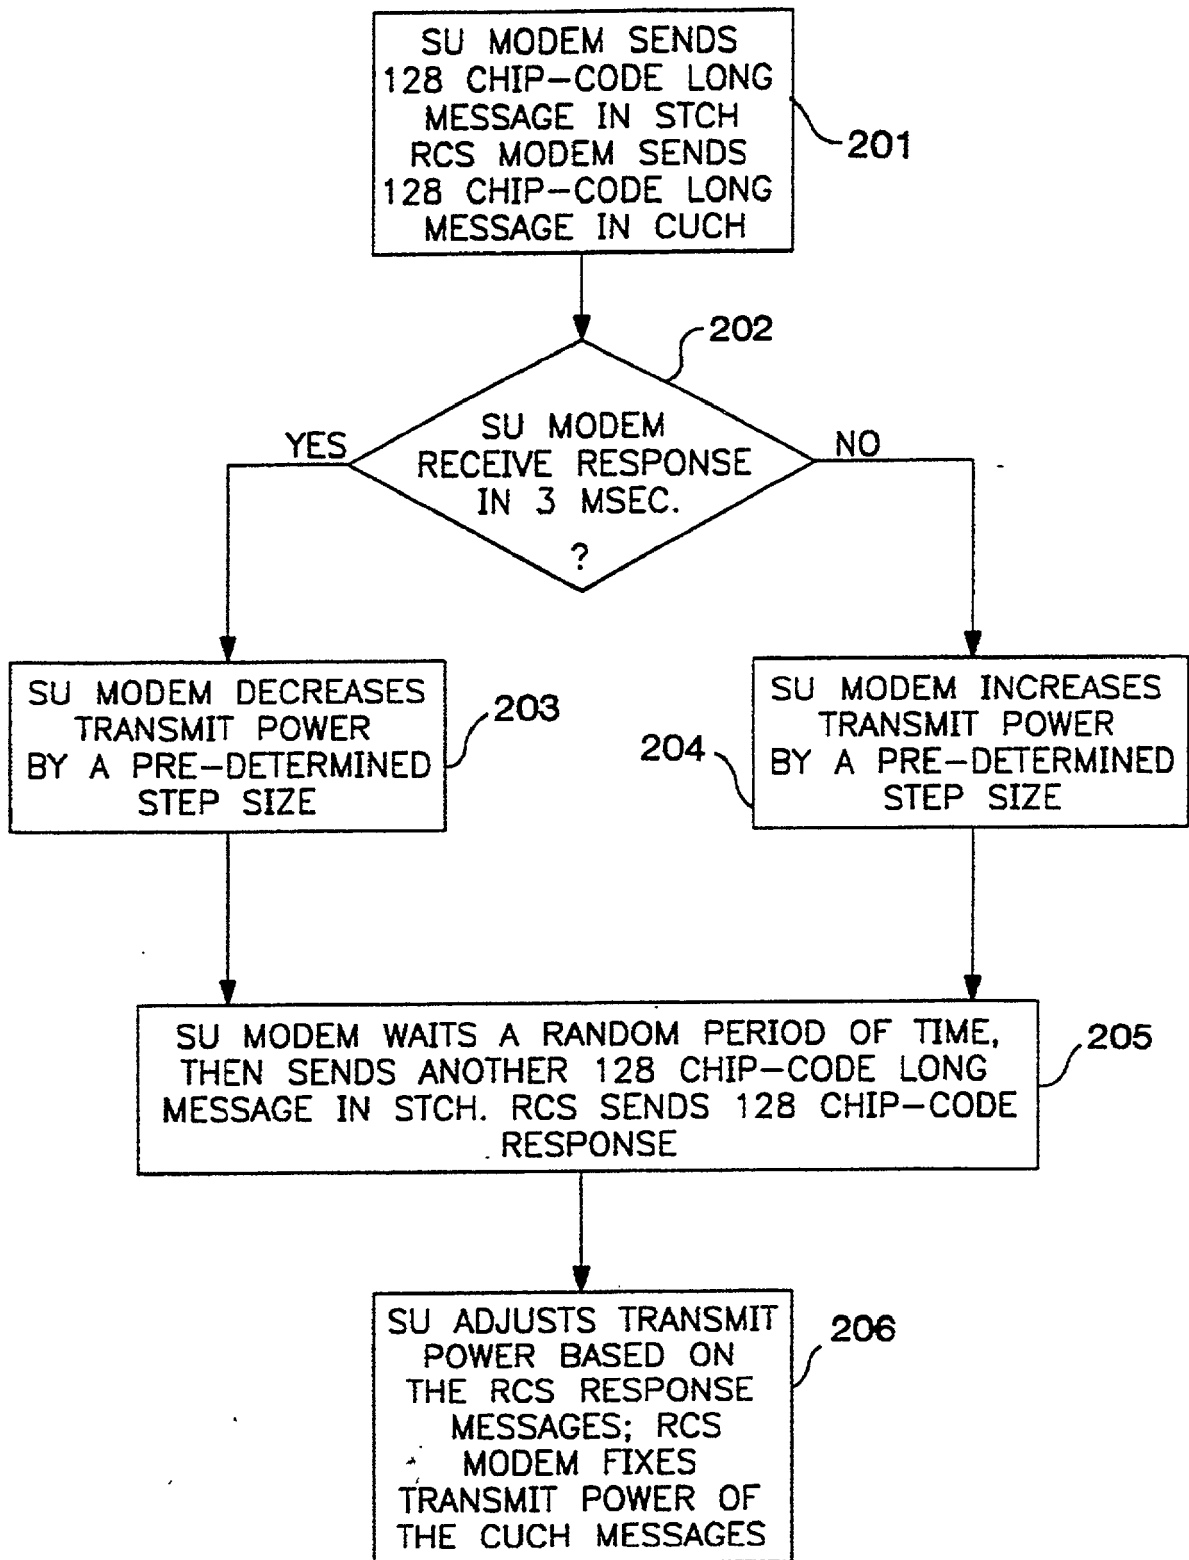 SU MODEM SENDS
128 CHIP-CODE LONG
MESSAGE IN STCH
RCS MODEM SENDS
128 CHIP-CODE LONG
MESSAGE IN CUCH
201
202
SU MODEM
RECEIVE RESPONSE
IN 3 MSEC.
?
YES
NO
SU MODEM DECREASES
TRANSMIT POWER
BY A PRE-DETERMINED
STEP SIZE
203
SU MODEM INCREASES
TRANSMIT POWER
BY A PRE-DETERMINED
STEP SIZE
204
SU MODEM WAITS A RANDOM PERIOD OF TIME,
THEN SENDS ANOTHER 128 CHIP-CODE LONG
MESSAGE IN STCH. RCS SENDS 128 CHIP-CODE
RESPONSE
205
SU ADJUSTS TRANSMIT
POWER BASED ON
THE RCS RESPONSE
MESSAGES; RCS
MODEM FIXES
TRANSMIT POWER OF
THE CUCH MESSAGES
206